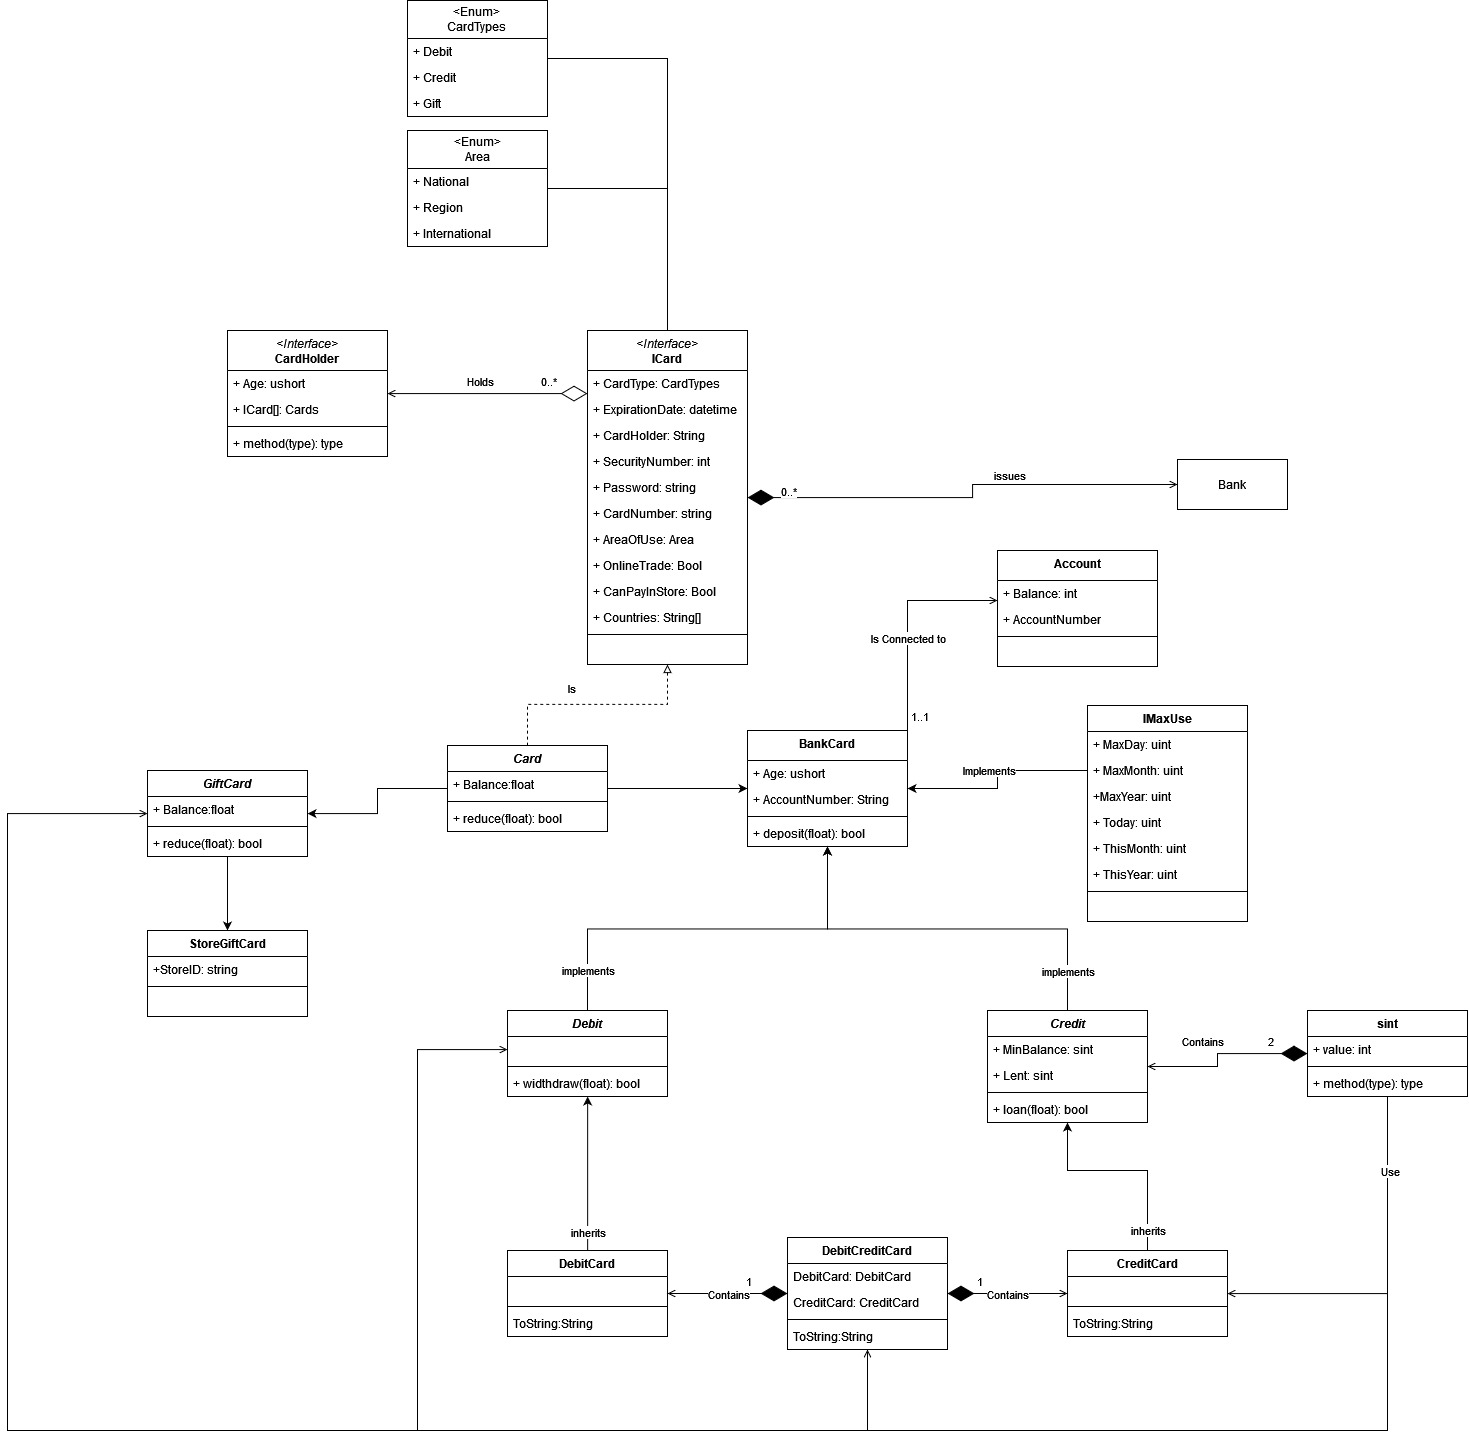 <Enum>
CardTypes
+ Debit
+ Credit
+ Gift
<Enum>
Area
+ National
+ Region
+ International
<Interface>
CardHolder
+ Age: ushort
+ ICard[]: Cards
+ method(type): type
Holds
0..*
<Interface>
ICard
+ CardType: CardTypes
+ ExpirationDate: datetime
+ CardHolder: String
+ SecurityNumber: int
+ Password: string
+ CardNumber: string
+ AreaOfUse: Area
+ OnlineTrade: Bool
+ CanPayInStore: Bool
+ Countries: String[]
0..*
issues
Bank
Account
+ Balance: int
+ AccountNumber
Is Connected to
1..1
Is
Card
+ Balance:float
+ reduce(float): bool
GiftCard
+ Balance:float
+ reduce(float): bool
StoreGiftCard
+StoreID: string
BankCard
+ Age: ushort
+ AccountNumber: String
+ deposit(float): bool
Implements
IMaxUse
+ MaxDay: uint
+ MaxMonth: uint
+MaxYear: uint
+ Today: uint
+ ThisMonth: uint
+ ThisYear: uint
implements
implements
Debit
+ widthdraw(float): bool
Credit
+ MinBalance: sint
+ Lent: sint
+ loan(float): bool
Contains
2
sint
+ value: int
+ method(type): type
Use
inherits
inherits
DebitCard
ToString:String
1
Contains
DebitCreditCard
DebitCard: DebitCard
CreditCard: CreditCard
ToString:String
1
Contains
CreditCard
ToString:String